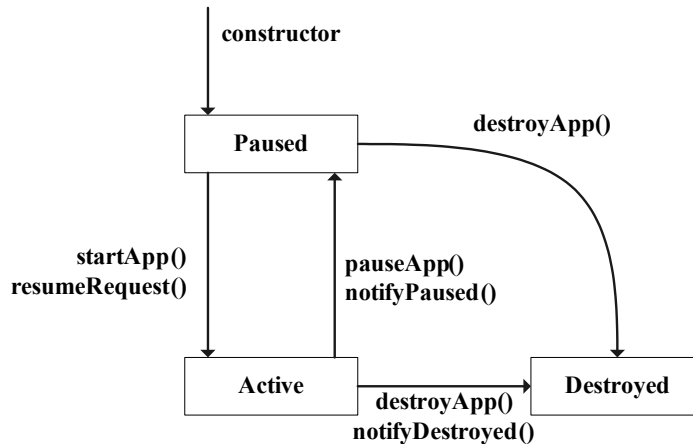 constructor
destroyApp()
Paused
startApp()
resumeRequest()
pauseApp()
notifyPaused()
Active
Destroyed
destroyApp()
notifyDestroyed()